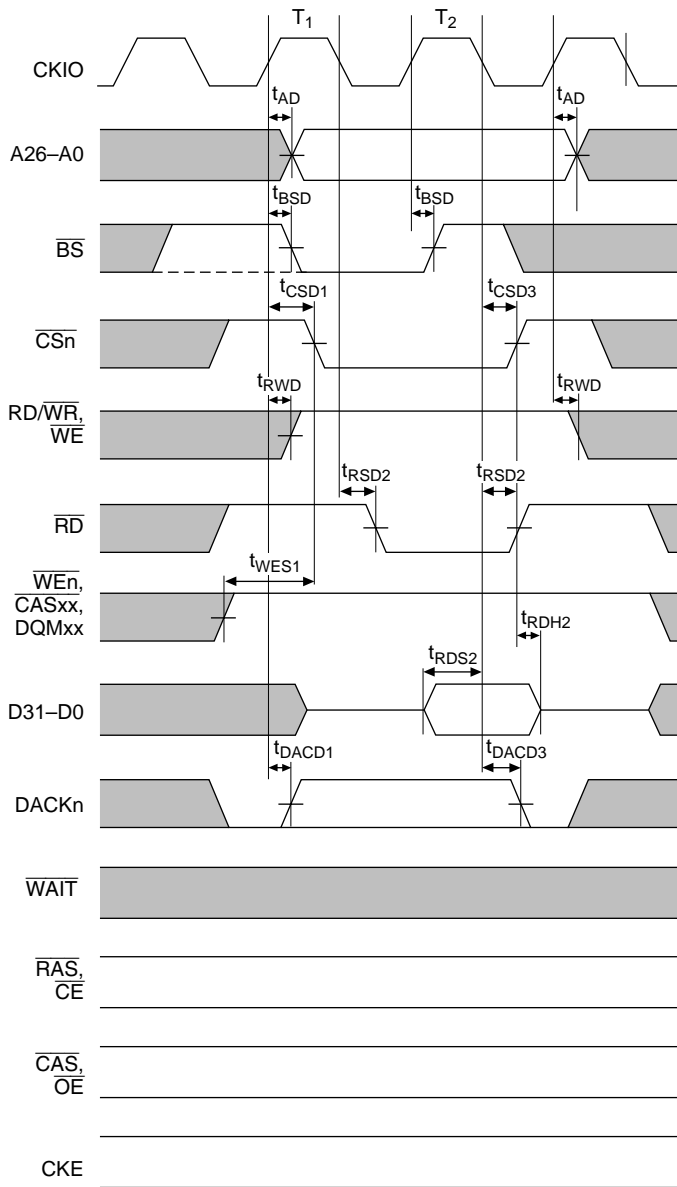 T1 T2
CKIO
tAD tAD
A26–A0
tBSD tBSD
BS
tCSD1 tCSD3
CSn
tRWD tRWD
RD/WR,
WE
tRSD2 tRSD2
RD
tWES1
WEn,
CASxx,
DQMxx
tRDH2
tRDS2
D31–D0
tDACD1 tDACD3
DACKn
WAIT
RAS,
CE
CAS,
OE
CKE